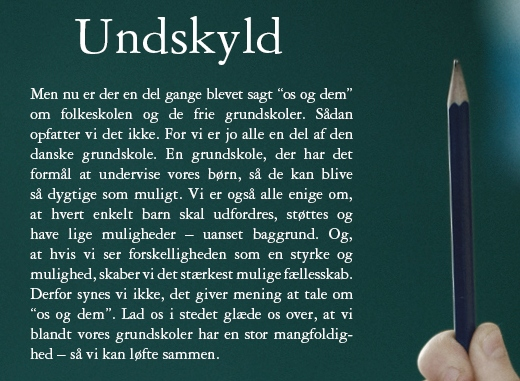 Undskyld
Men nu er der en del gange blevet sagt “os og dem”
om folkeskolen og de frie grundskoler. Sådan
opfatter vi det ikke. For vi er jo alle en del af den
danske grundskole. En grundskole, der har det
formål at undervise vores børn, så de kan blive
så dygtige som muligt. Vi er også alle enige om,
at hvert enkelt barn skal udfordres, støttes og
have lige muligheder – uanset baggrund. Og,
at hvis vi ser forskelligheden som en styrke og
mulighed, skaber vi det stærkest mulige fællesskab.
Derfor synes vi ikke, det giver mening at tale om
“os og dem”. Lad os i stedet glæde os over, at vi
blandt vores grundskoler har en stor mangfoldig-
hed – så vi kan løfte sammen.